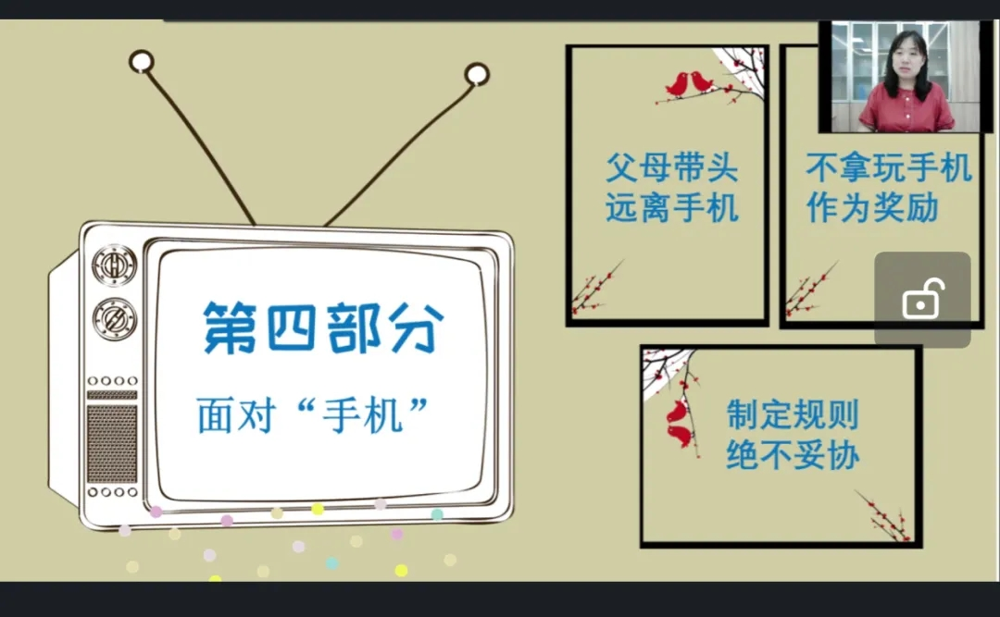 第四部分
面对“手机”
父母带头
远离手机
不拿玩手机
作为奖励
制定规则
绝不妥协